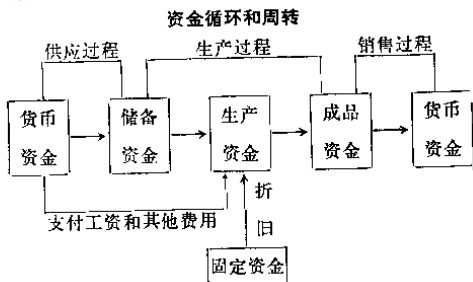 资金循环和周转
供应过程
生产过程
销售过程
货币
资金
储备
资金
生产
资金
成品
资金
货币
资金
支付工资和其他费用
折
旧
固定资金